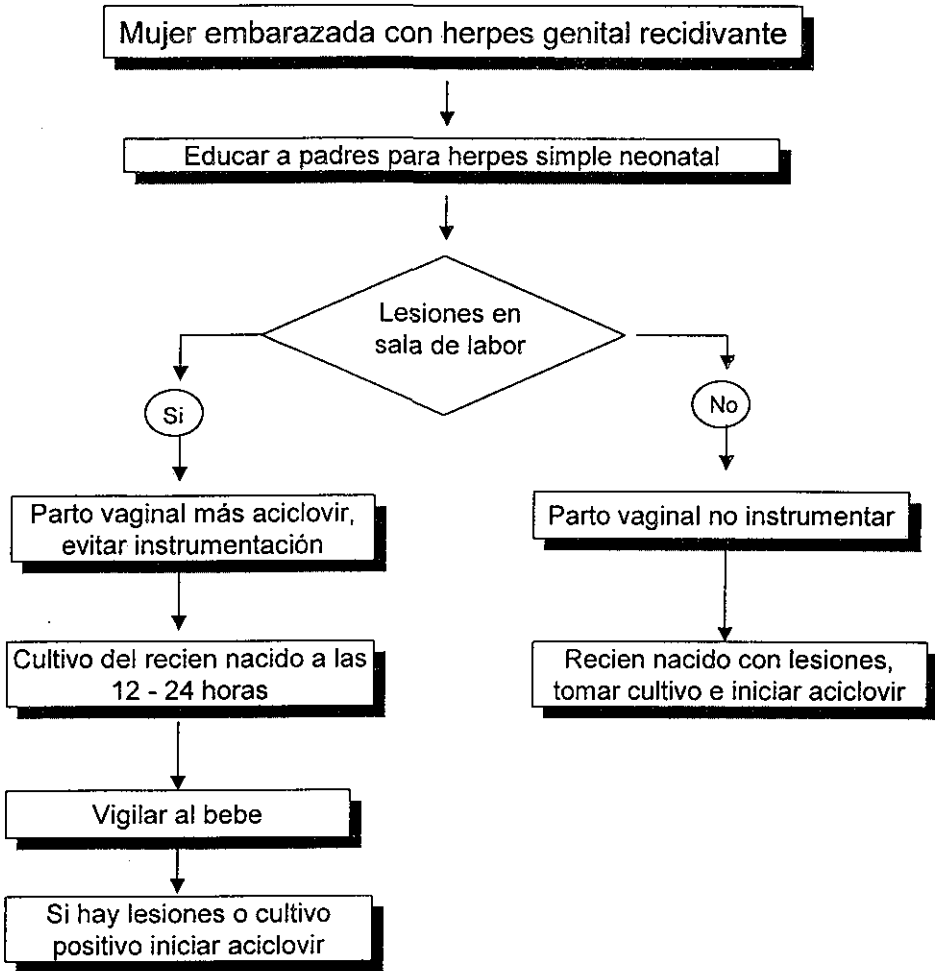 Mujer embarazada con herpes genital recidivante
Educar a padres para herpes simple neonatal
Lesiones en
sala de labor
Si
No
Parto vaginal más aciclovir,
evitar instrumentación
Cultivo del recien nacido a las
12 - 24 horas
Vigilar al bebe
Si hay lesiones o cultivo
positivo iniciar aciclovir
Parto vaginal no instrumentar
Recien nacido con lesiones,
tomar cultivo e iniciar aciclovir